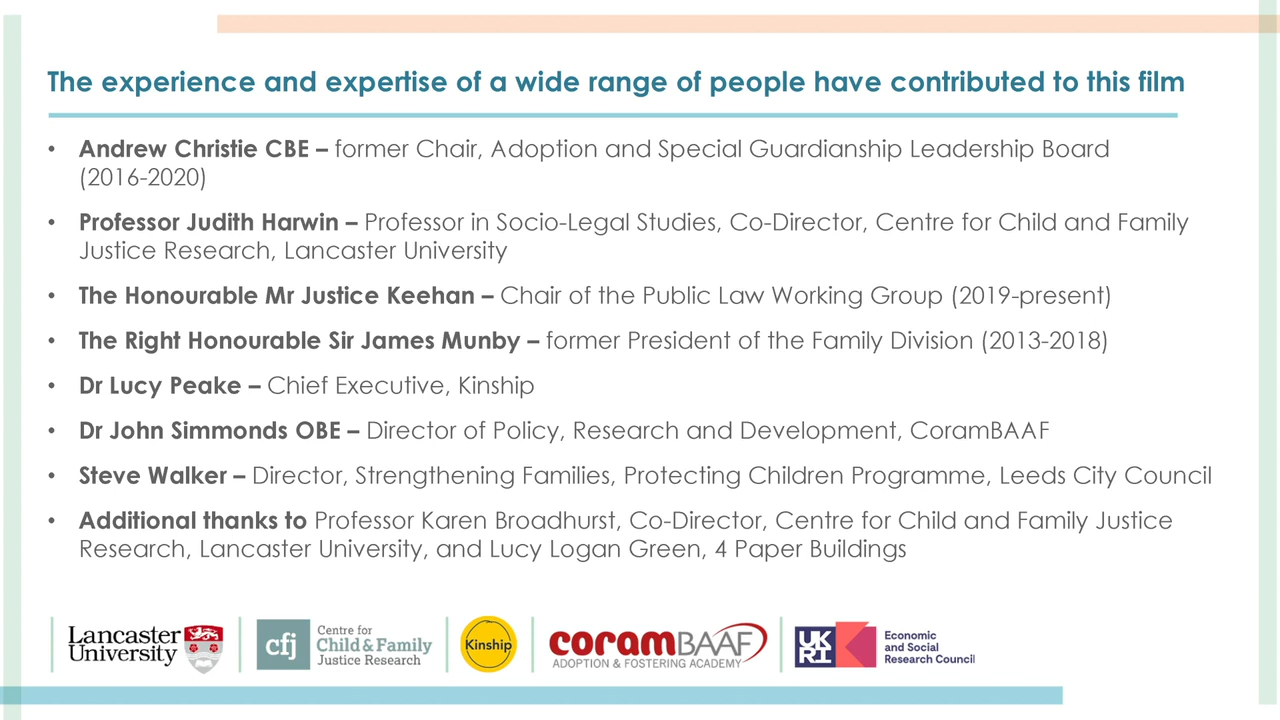 The experience and expertise of a wide range of people have contributed to this film
• Andrew Christie CBE – former Chair, Adoption and Special Guardianship Leadership Board
(2016-2020)
• Professor Judith Harwin – Professor in Socio-Legal Studies, Co-Director, Centre for Child and Family
Justice Research, Lancaster University
• The Honourable Mr Justice Keehan – Chair of the Public Law Working Group (2019-present)
• The Right Honourable Sir James Munby – former President of the Family Division (2013-2018)
• Dr Lucy Peake – Chief Executive, Kinship
• Dr John Simmonds OBE – Director of Policy, Research and Development, CoramBAAF
• Steve Walker – Director, Strengthening Families, Protecting Children Programme, Leeds City Council
• Additional thanks to Professor Karen Broadhurst, Co-Director, Centre for Child and Family Justice
Research, Lancaster University, and Lucy Logan Green, 4 Paper Buildings
Lancaster
University
cfj
Centre for
Child & Family
Justice Research
Kinship
coramBAAF
ADOPTION & FOSTERING ACADEMY
UK
RI
Economic
and Social
Research Council